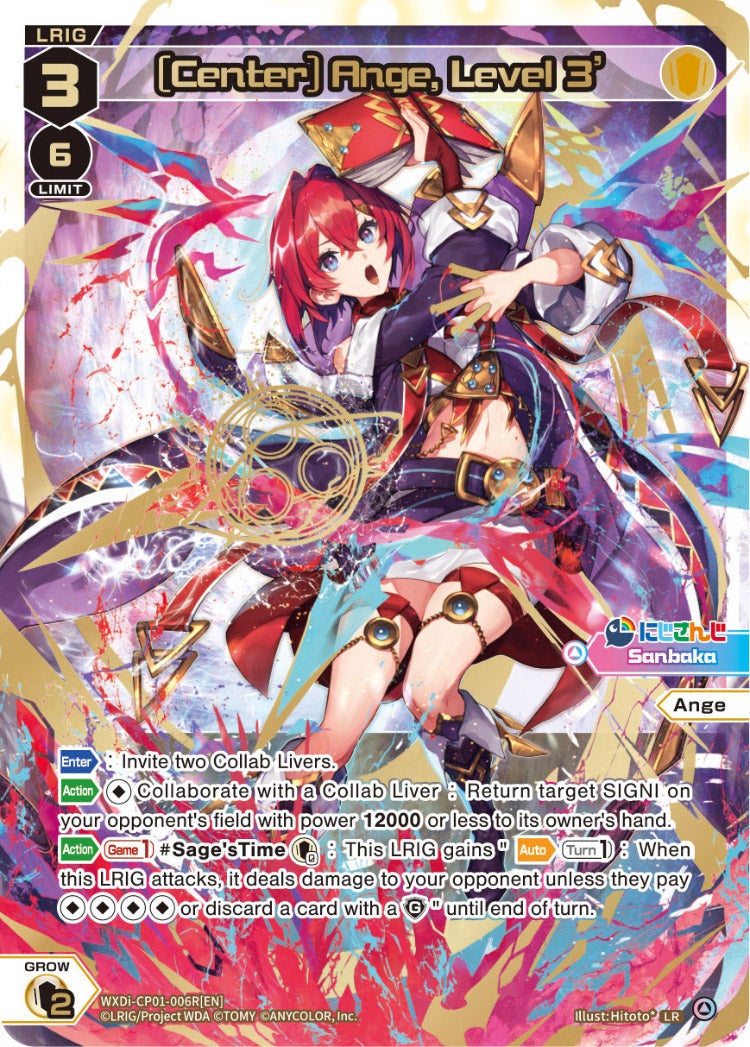 LRIG
3
[Center] Ange, Level 3’
6
LIMIT
にじさんじ
Sanbaka
Ange
Enter : Invite two Collab Livers.
Action ◆ Collaborate with a Collab Liver : Return target SIGNI on
your opponent's field with power 12000 or less to its owner's hand.
Action Game 1 #Sage'sTime 0 : This LRIG gains " Auto Turn 1 : When
this LRIG attacks, it deals damage to your opponent unless they pay
◆ ◆ ◆ ◆ or discard a card with a G " until end of turn.
GROW
2
WXDi-CP01-006R[EN]
©LRIG/Project WDA ©TOMY ©ANYCOLOR, Inc.
Illust:Hitoto* LR